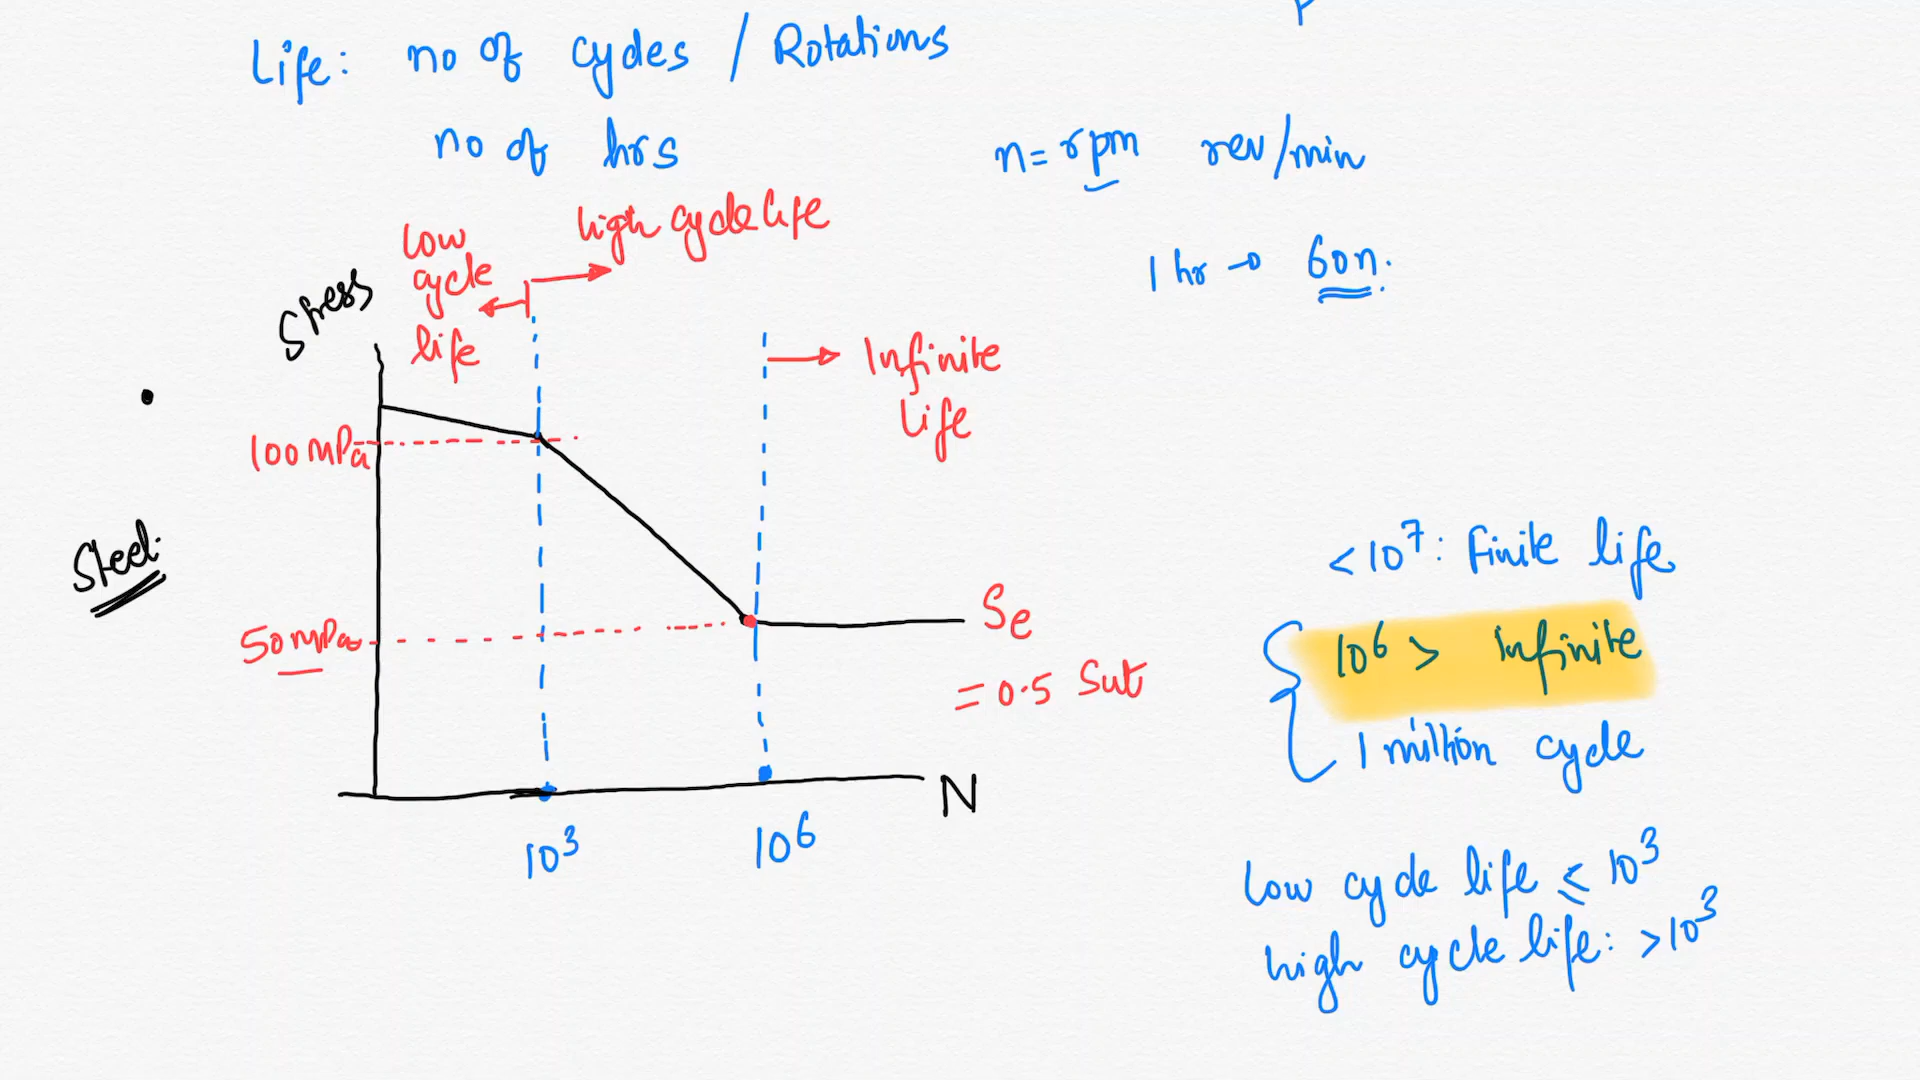 Life: no of cycles / Rotations
no of hrs
n = rpm rev/min
1 hr → 60n.
low cycle life
high cycle life
Stress
Infinite Life
100 MPa
Steel.
50 MPa
Se
= 0.5 Sut
N
10³
10⁶
< 10⁷: Finite life
10⁶ > Infinite
1 million cycle
Low cycle life ≤ 10³
high cycle life: > 10³